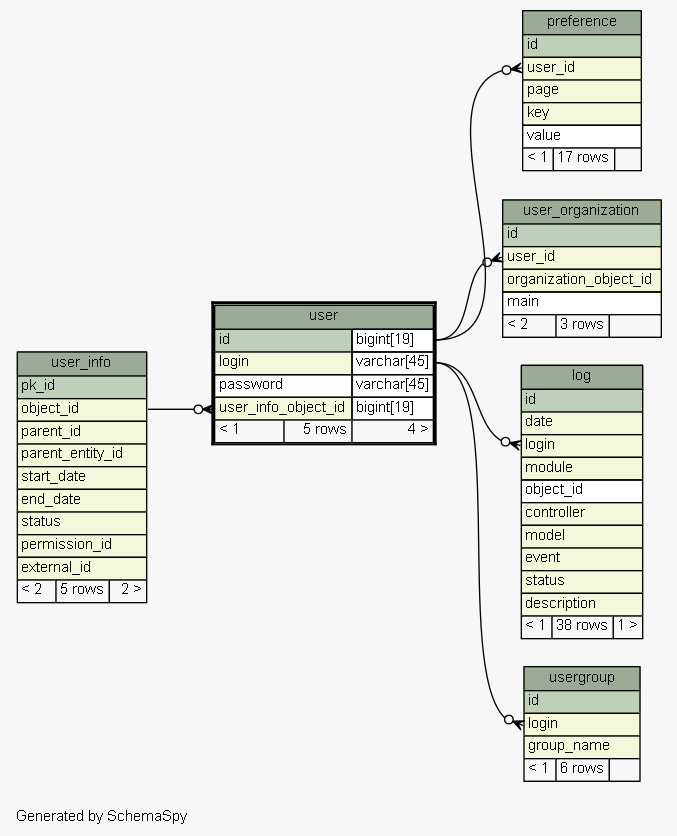 preference
id
user_id
page
key
value
< 1 17 rows
user_organization
id
user_id
organization_object_id
main
< 2 3 rows
user
id bigint[19]
login varchar[45]
password varchar[45]
user_info_object_id bigint[19]
< 1 5 rows 4 >
user_info
pk_id
object_id
parent_id
parent_entity_id
start_date
end_date
status
permission_id
external_id
< 2 5 rows 2 >
log
id
date
login
module
object_id
controller
model
event
status
description
< 1 38 rows 1 >
usergroup
id
login
group_name
< 1 6 rows
Generated by SchemaSpy